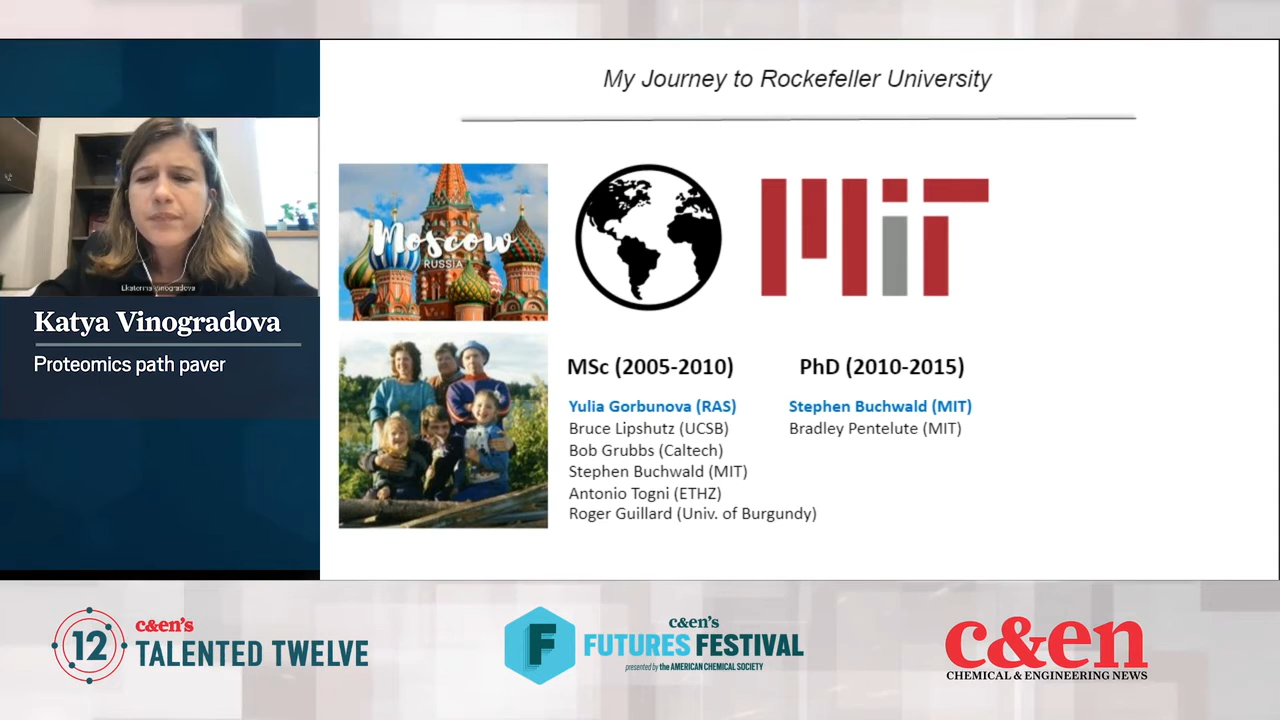 My Journey to Rockefeller University
Moscow
RUSSIA
MIT
Ekaterina Vinogradova
Katya Vinogradova
Proteomics path paver
MSc (2005-2010)
Yulia Gorbunova (RAS)
Bruce Lipshutz (UCSB)
Bob Grubbs (Caltech)
Stephen Buchwald (MIT)
Antonio Togni (ETHZ)
Roger Guillard (Univ. of Burgundy)
PhD (2010-2015)
Stephen Buchwald (MIT)
Bradley Pentelute (MIT)
12
c&en's
TALENTED TWELVE
F
c&en's
FUTURES FESTIVAL
presented by the AMERICAN CHEMICAL SOCIETY
c&en
CHEMICAL & ENGINEERING NEWS